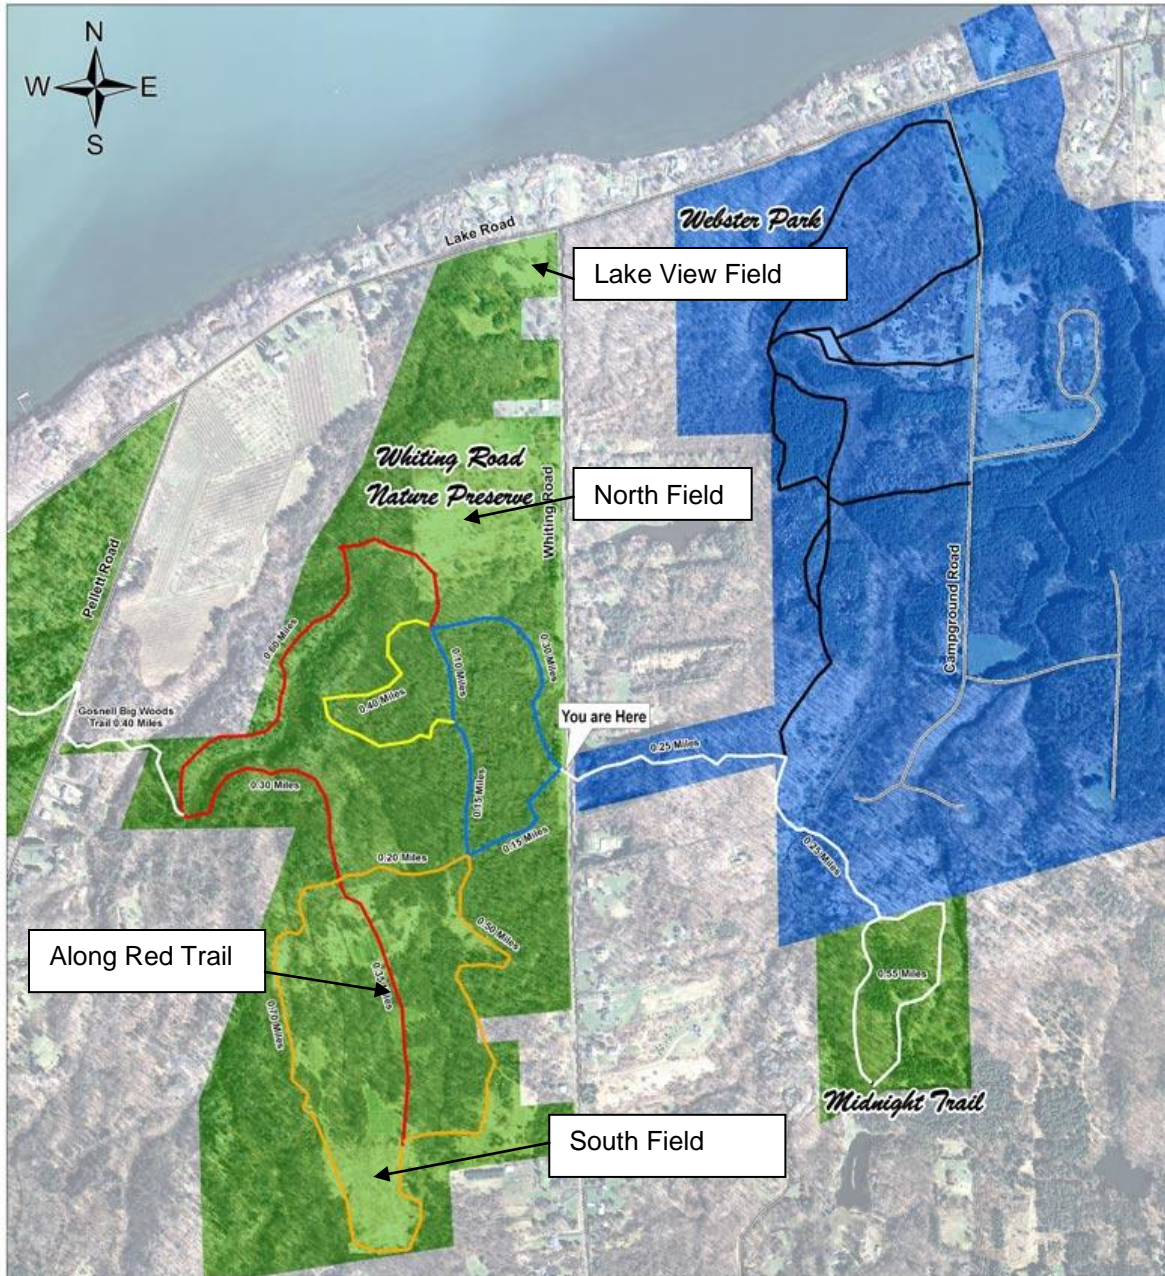 N
W E
S
Lake Road
Webster Park
Lake View Field
Whiting Road
Nature Preserve
North Field
Whiting Road
Pellett Road
Campground Road
0.60 Miles
0.10 Miles
0.30 Miles
0.40 Miles
Gosnell Big Woods
Trail 0.40 Miles
You are Here
0.25 Miles
0.30 Miles
0.15 Miles
0.15 Miles
0.20 Miles
0.25 Miles
0.50 Miles
Along Red Trail
0.35 Miles
0.55 Miles
0.70 Miles
Midnight Trail
South Field